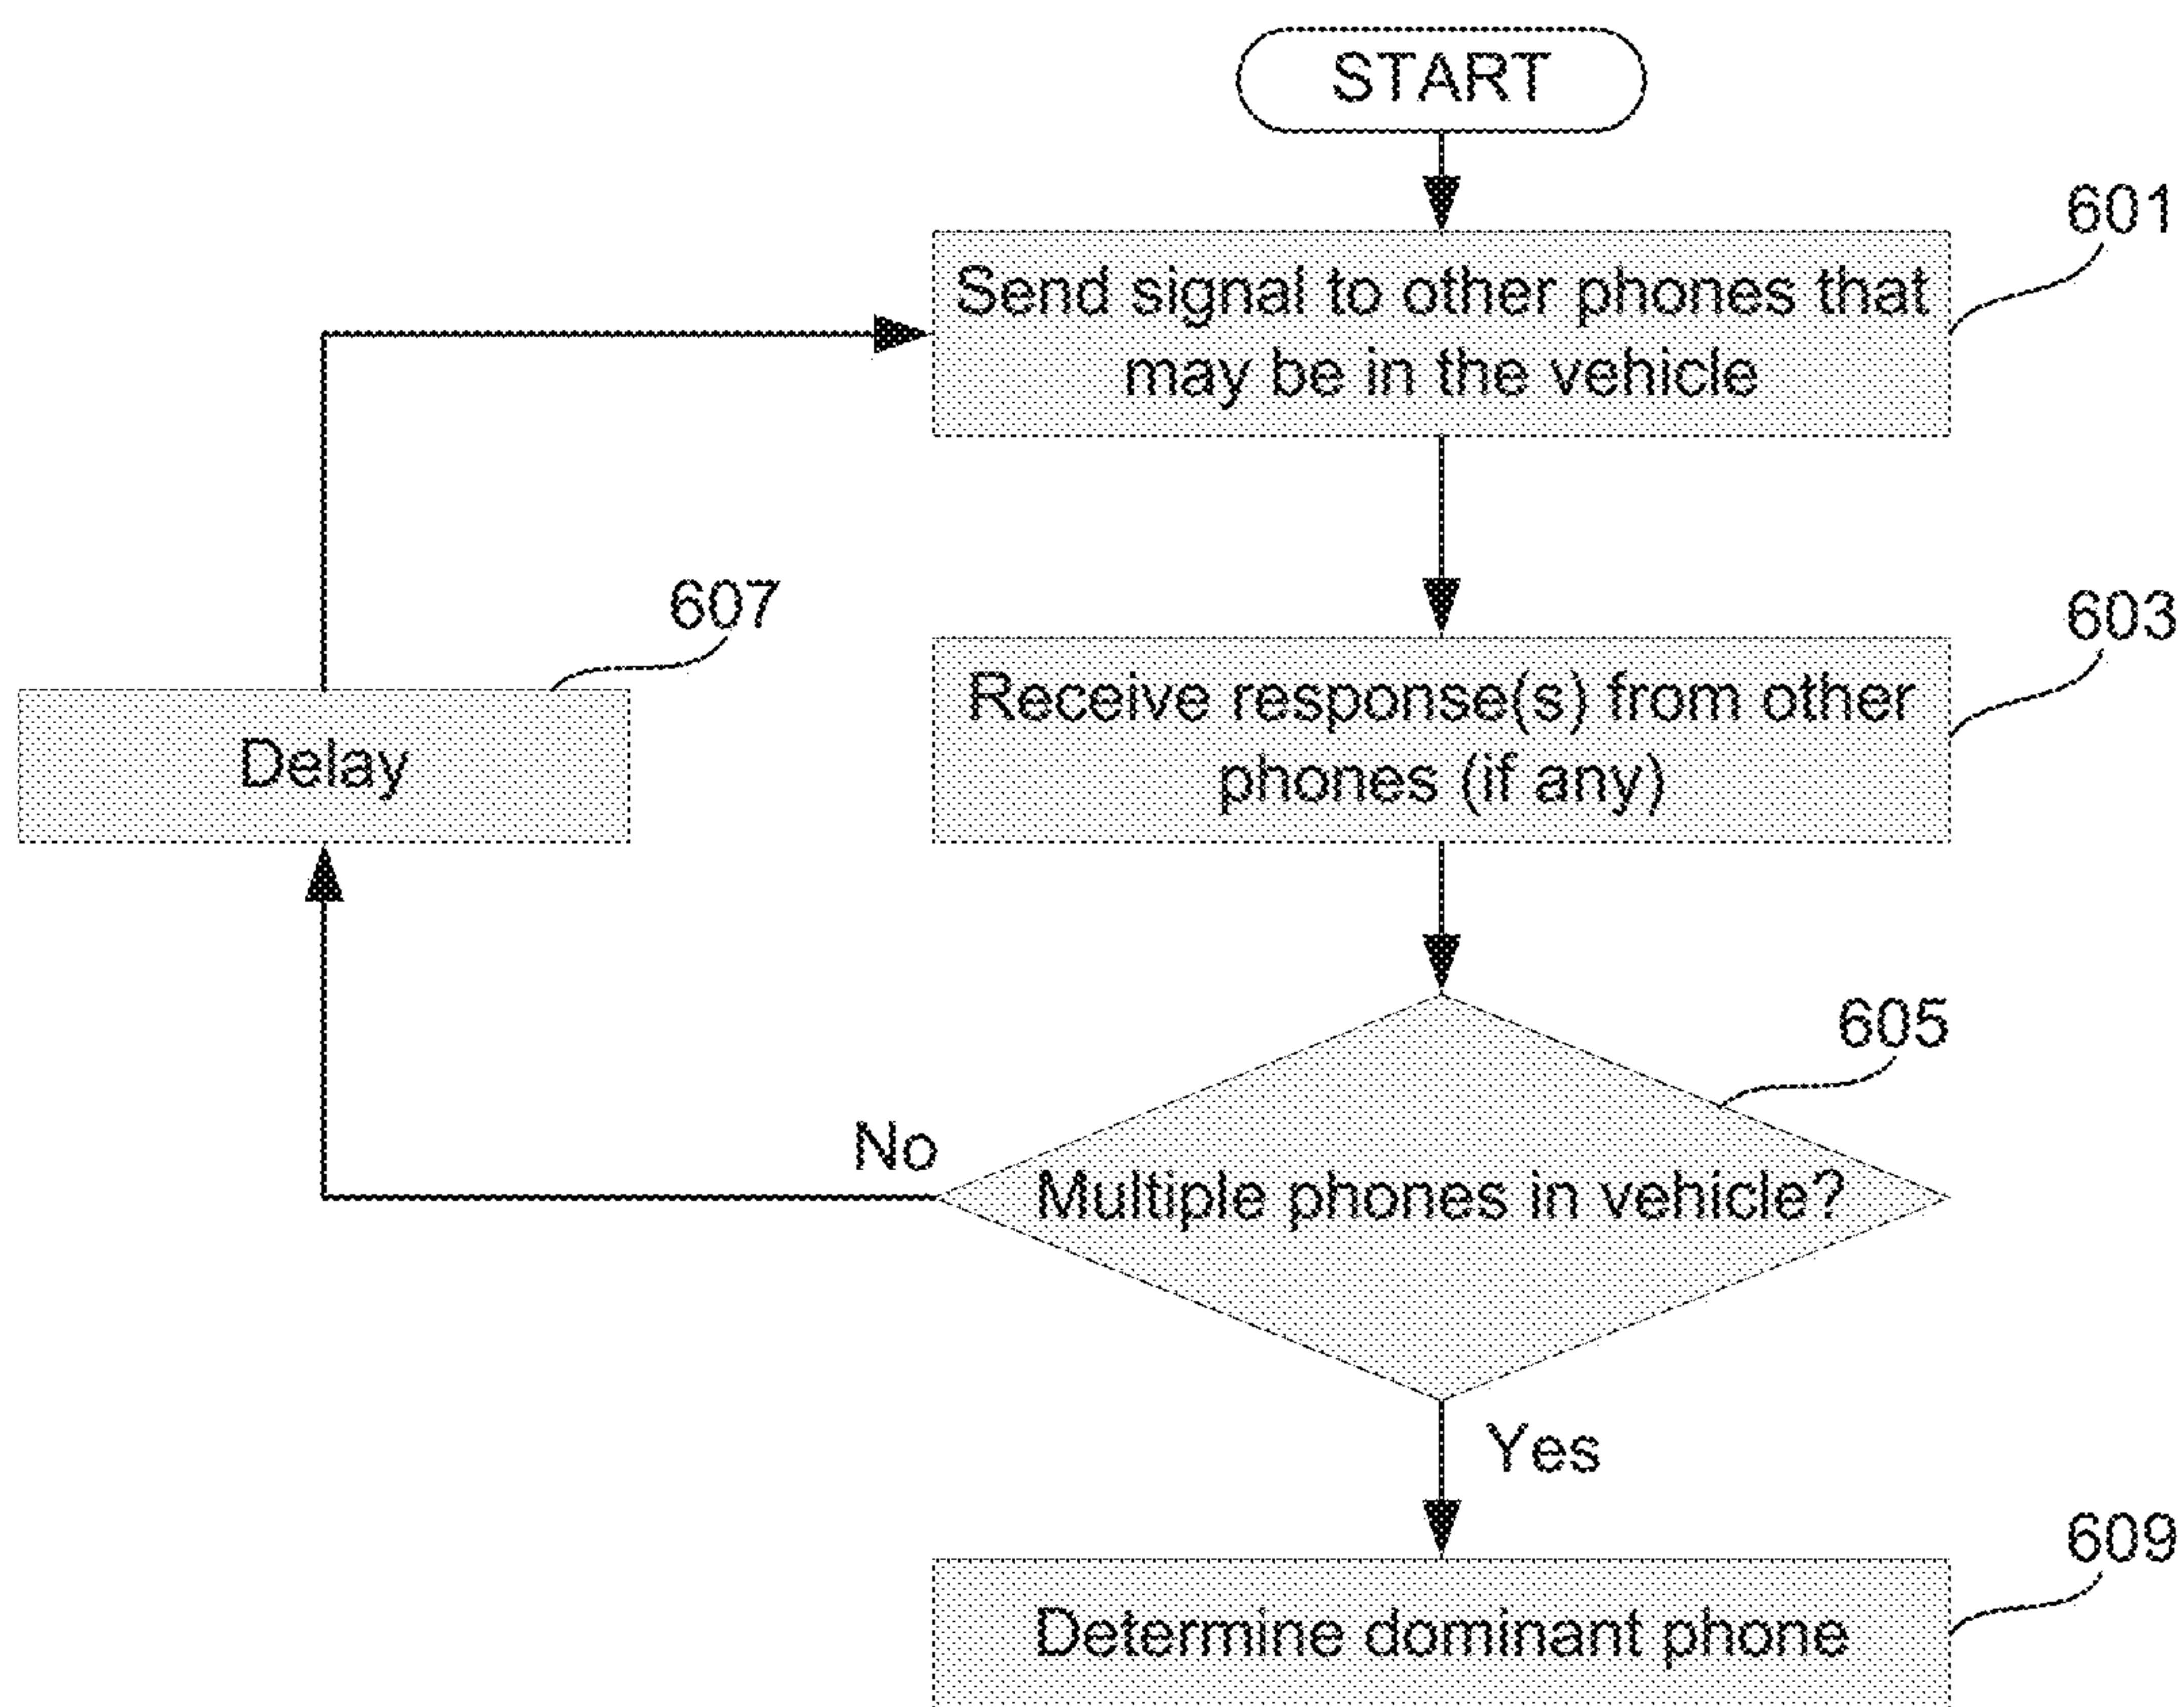 START
601
Send signal to other phones that
may be in the vehicle
607
603
Receive response(s) from other
phones (if any)
Delay
605
No
Multiple phones in vehicle?
Yes
609
Determine dominant phone